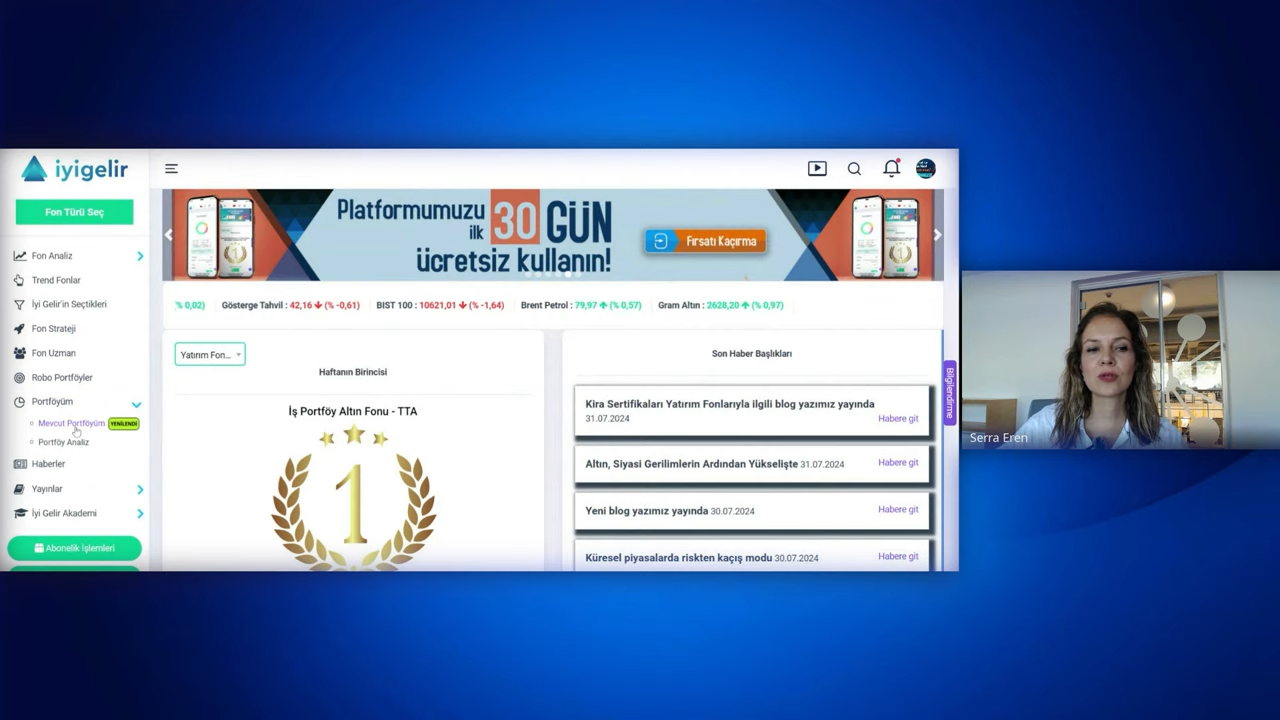 iyigelir
Fon Türü Seç
Fon Analiz
Trend Fonlar
İyi Gelir'in Seçtikleri
Fon Strateji
Fon Uzman
Robo Portföyler
Portföyüm
Mevcut Portföyüm YENİLENDİ
Portföy Analiz
Haberler
Yayınlar
İyi Gelir Akademi
Abonelik İşlemleri
Platformumuzu
ilk 30 GÜN
ücretsiz kullanın!
Fırsatı Kaçırma
% 0,02) Gösterge Tahvil : 42,16 (% -0,61) BIST 100 : 10621,01 (% -1,64) Brent Petrol : 79,97 (% 0,57) Gram Altın : 2628,20 (% 0,97)
Yatırım Fon...
Haftanın Birincisi
İş Portföy Altın Fonu - TTA
1
Son Haber Başlıkları
Kira Sertifikaları Yatırım Fonlarıyla ilgili blog yazımız yayında
31.07.2024 Habere git
Altın, Siyasi Gerilimlerin Ardından Yükselişte 31.07.2024 Habere git
Yeni blog yazımız yayında 30.07.2024 Habere git
Küresel piyasalarda riskten kaçış modu 30.07.2024 Habere git
Bilgilendirme
Serra Eren